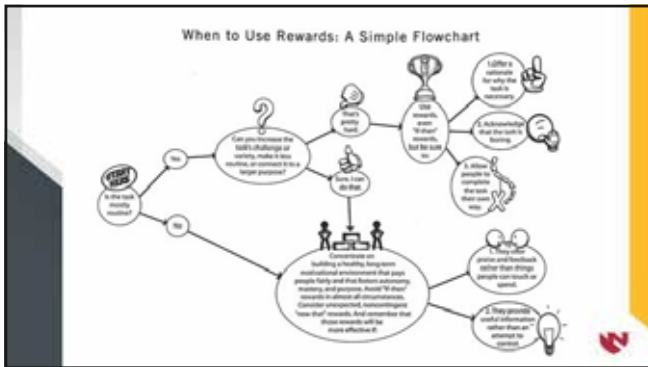 When to Use Rewards: A Simple Flowchart
START
HERE
Is the task
mostly
routine?
Yes
No
Can you increase the
task's challenge or
variety, make it less
routine, or connect it to a
larger purpose?
That's
pretty
hard.
Sure, I can
do that.
Use
rewards,
even
"if-then"
rewards,
but be sure
to:
1. Offer a
rationale
for why the
task is
necessary.
2. Acknowledge
that the task is
boring.
3. Allow
people to
complete
the task
their own
way.
Concentrate on
building a healthy, long-term
motivational environment that pays
people fairly and that fosters autonomy,
mastery, and purpose. Avoid "if-then"
rewards in almost all circumstances.
Consider unexpected, noncontingent
"now that" rewards. And remember that
those rewards will be
more effective if:
1. They offer
praise and feedback
rather than things
people can touch or
spend.
2. They provide
useful information
rather than an
attempt to
control.
N